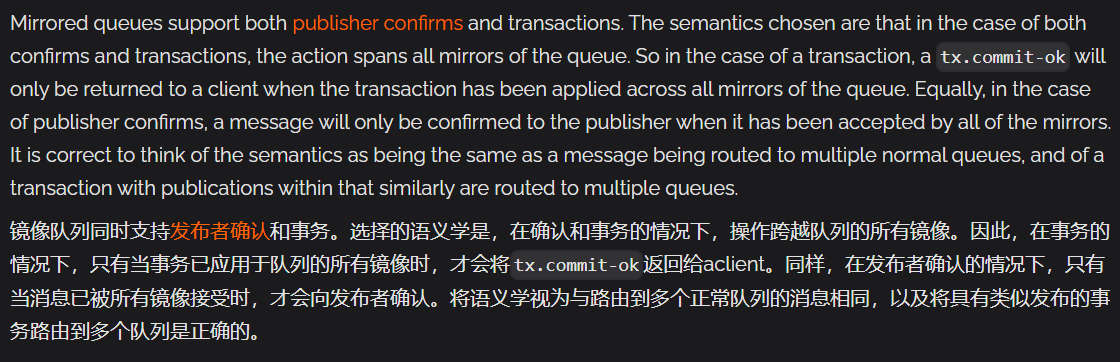 Mirrored queues support both publisher confirms and transactions. The semantics chosen are that in the case of both
confirms and transactions, the action spans all mirrors of the queue. So in the case of a transaction, a tx.commit-ok will
only be returned to a client when the transaction has been applied across all mirrors of the queue. Equally, in the case
of publisher confirms, a message will only be confirmed to the publisher when it has been accepted by all of the mirrors.
It is correct to think of the semantics as being the same as a message being routed to multiple normal queues, and of a
transaction with publications within that similarly are routed to multiple queues.
镜像队列同时支持发布者确认和事务。选择的语义学是，在确认和事务的情况下，操作跨越队列的所有镜像。因此，在事务的
情况下，只有当事务已应用于队列的所有镜像时，才会将tx.commit-ok返回给aclient。同样，在发布者确认的情况下，只有
当消息已被所有镜像接受时，才会向发布者确认。将语义学视为与路由到多个正常队列的消息相同，以及将具有类似发布的事
务路由到多个队列是正确的。